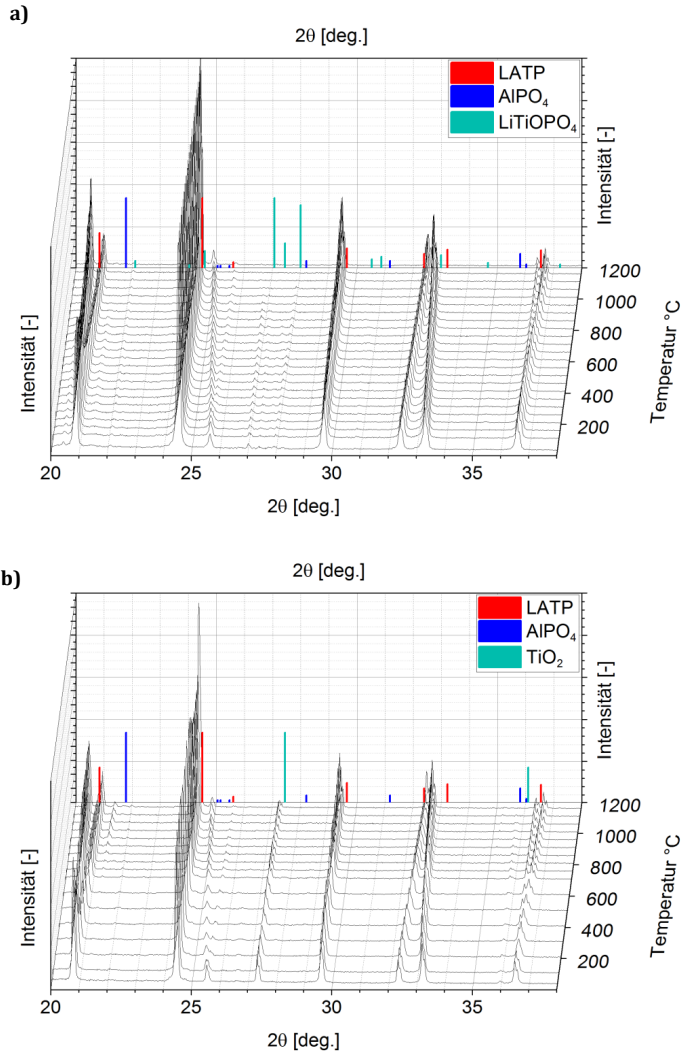 a)
2θ [deg.]
LATP
AlPO₄
LiTiOPO₄
Intensität [-]
Intensität [-]
1200
1000
800
600
400
200
Temperatur °C
20 25 30 35
2θ [deg.]
b)
2θ [deg.]
LATP
AlPO₄
TiO₂
Intensität [-]
Intensität [-]
1200
1000
800
600
400
200
Temperatur °C
20 25 30 35
2θ [deg.]